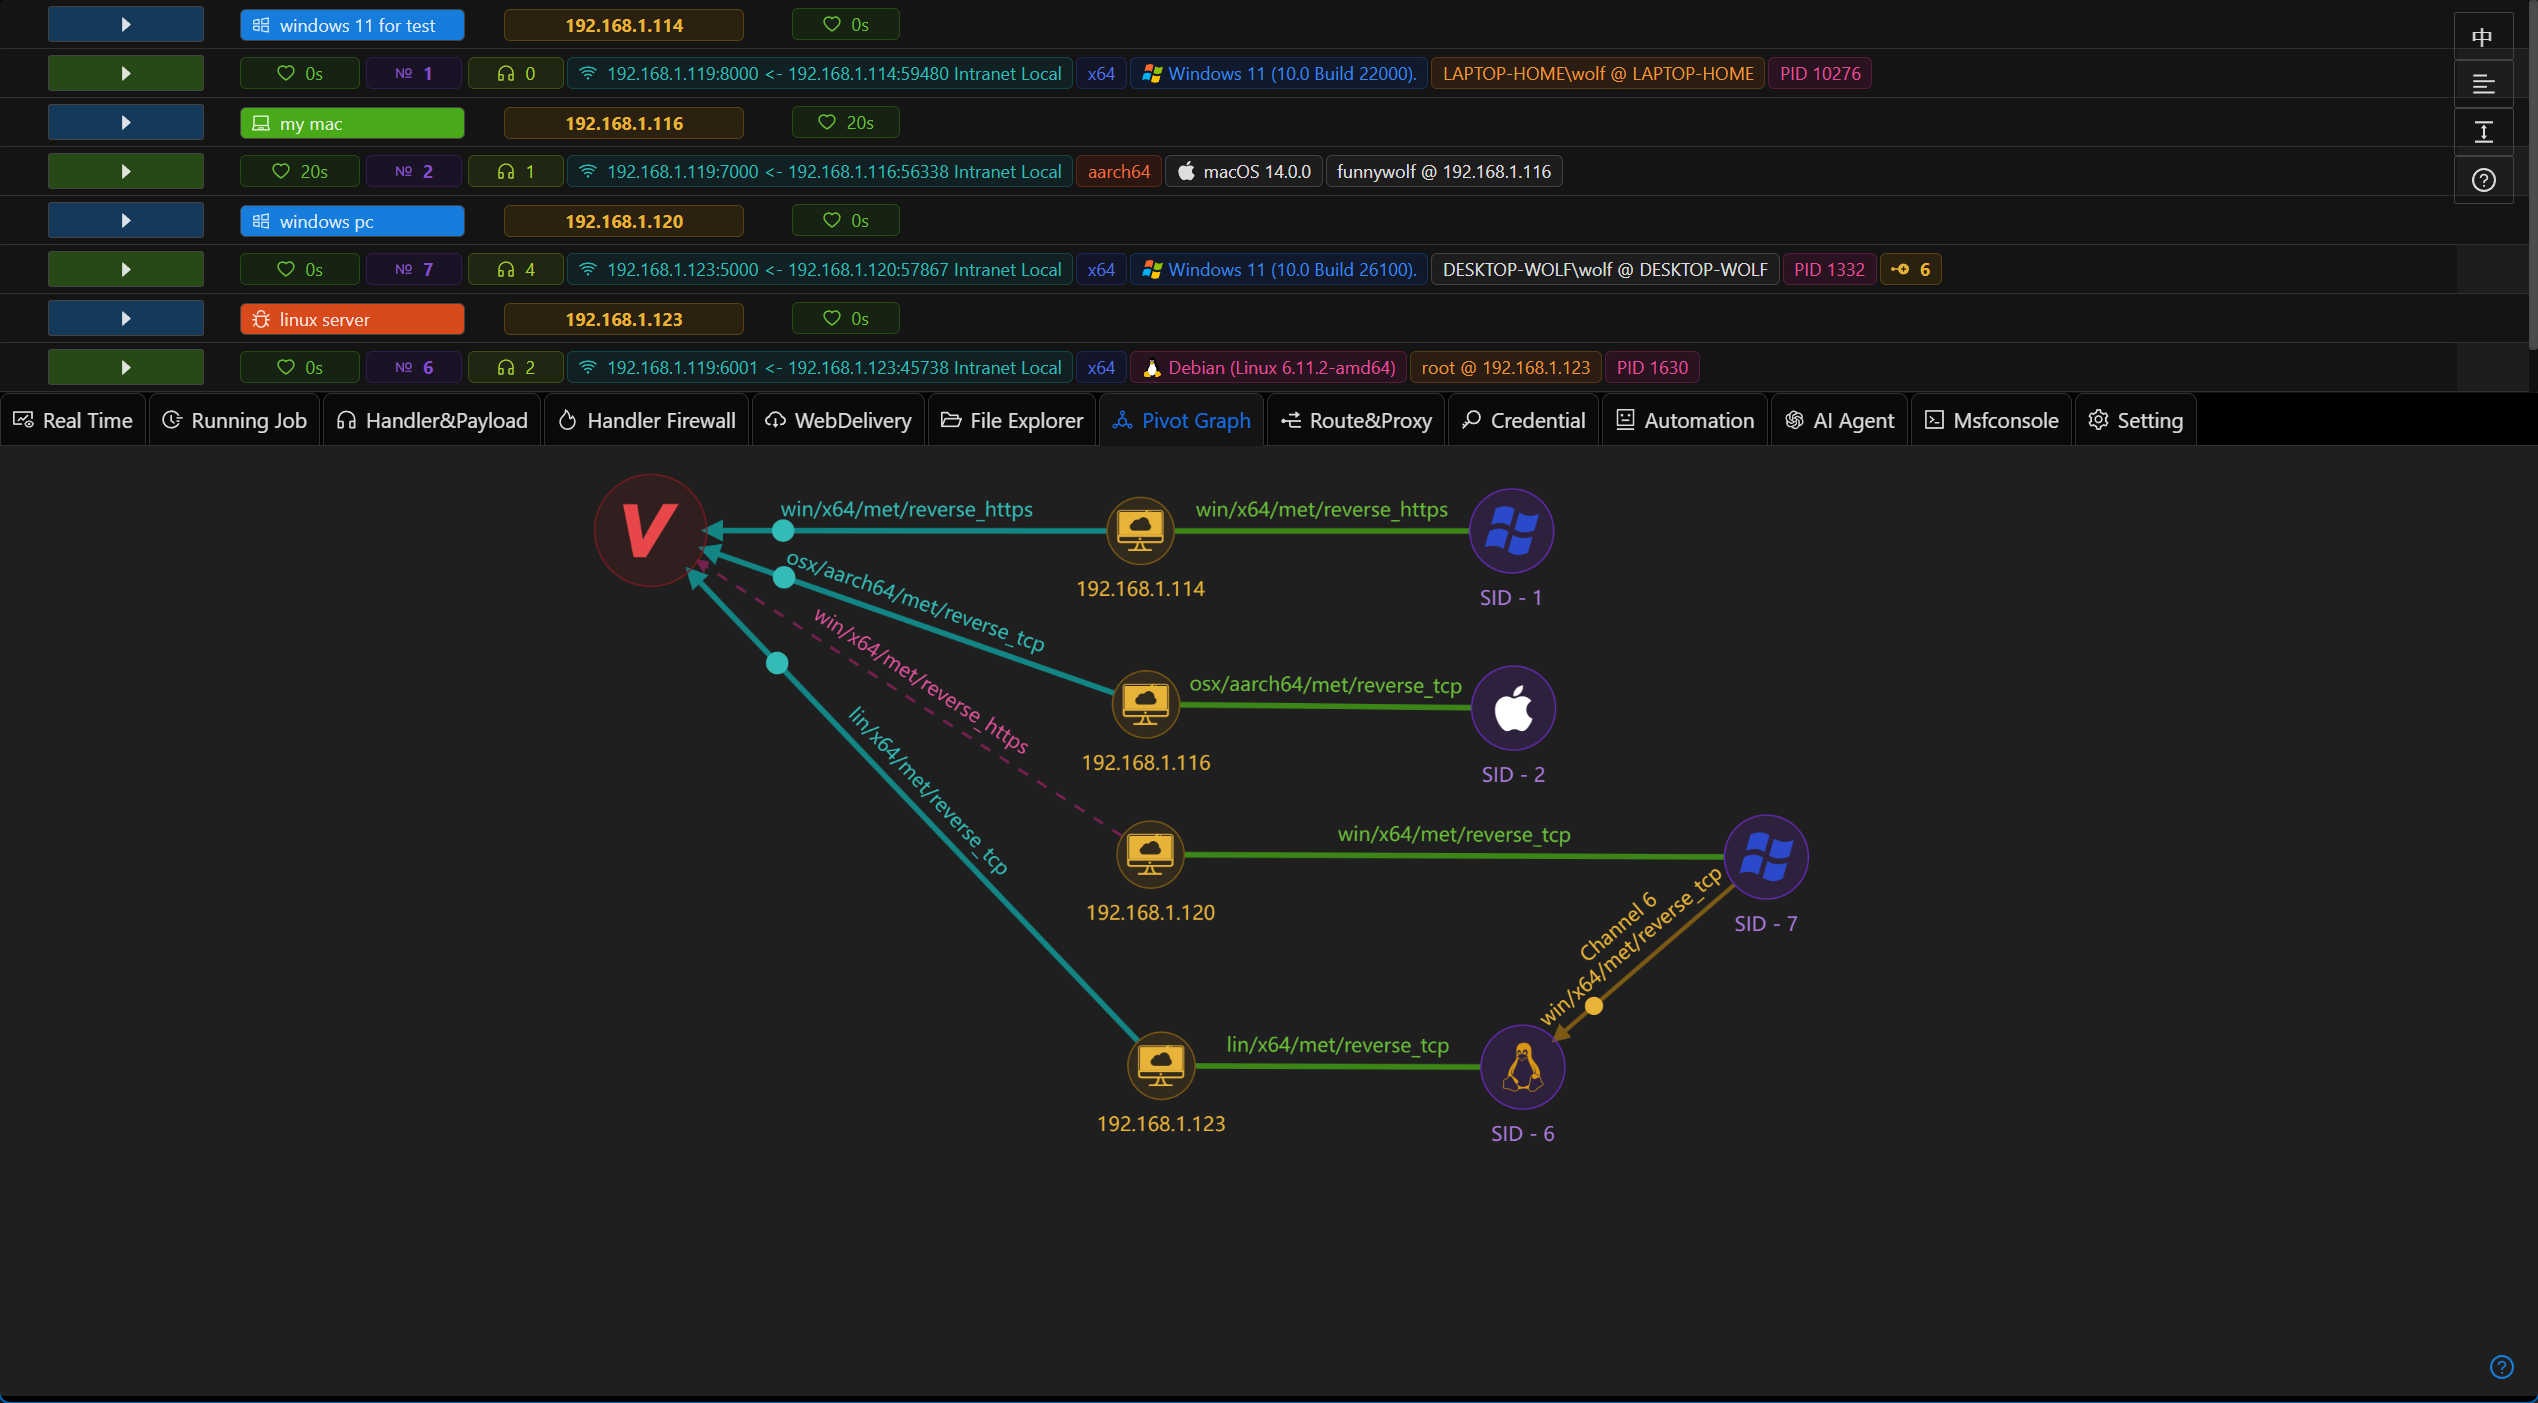 windows 11 for test 192.168.1.114 0s
中
0s № 1 0 192.168.1.119:8000 <- 192.168.1.114:59480 Intranet Local x64 Windows 11 (10.0 Build 22000). LAPTOP-HOME\wolf @ LAPTOP-HOME PID 10276
my mac 192.168.1.116 20s
20s № 2 1 192.168.1.119:7000 <- 192.168.1.116:56338 Intranet Local aarch64 macOS 14.0.0 funnywolf @ 192.168.1.116
windows pc 192.168.1.120 0s
0s № 7 4 192.168.1.123:5000 <- 192.168.1.120:57867 Intranet Local x64 Windows 11 (10.0 Build 26100). DESKTOP-WOLF\wolf @ DESKTOP-WOLF PID 1332 6
linux server 192.168.1.123 0s
0s № 6 2 192.168.1.119:6001 <- 192.168.1.123:45738 Intranet Local x64 Debian (Linux 6.11.2-amd64) root @ 192.168.1.123 PID 1630
Real Time Running Job Handler&Payload Handler Firewall WebDelivery File Explorer Pivot Graph Route&Proxy Credential Automation AI Agent Msfconsole Setting
V
win/x64/met/reverse_https
win/x64/met/reverse_https
192.168.1.114
SID - 1
osx/aarch64/met/reverse_tcp
osx/aarch64/met/reverse_tcp
192.168.1.116
SID - 2
win/x64/met/reverse_https
win/x64/met/reverse_tcp
192.168.1.120
SID - 7
Channel 6
win/x64/met/reverse_tcp
lin/x64/met/reverse_tcp
lin/x64/met/reverse_tcp
192.168.1.123
SID - 6